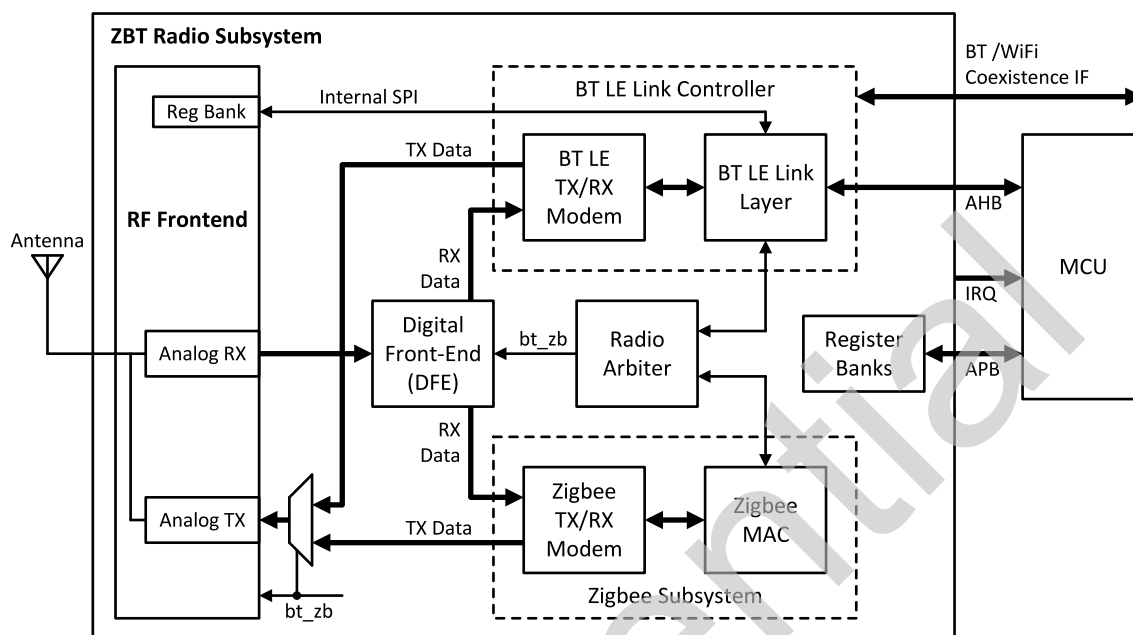 ZBT Radio Subsystem
BT /WiFi
Coexistence IF
BT LE Link Controller
Internal SPI
Reg Bank
TX Data
BT LE
TX/RX
Modem
BT LE Link
Layer
AHB
RF Frontend
Antenna
RX
Data
MCU
IRQ
Analog RX
Digital
Front-End
(DFE)
bt_zb
Radio
Arbiter
Register
Banks
APB
RX
Data
Analog TX
TX Data
Zigbee
TX/RX
Modem
Zigbee
MAC
Zigbee Subsystem
bt_zb
ential